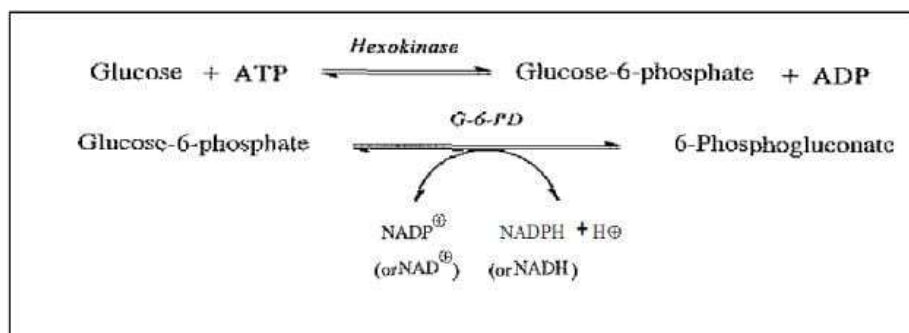 Hexokinase
Glucose + ATP Glucose-6-phosphate + ADP
G-6-PD
Glucose-6-phosphate 6-Phosphogluconate
NADP⊕ NADPH + H⊕
(or NAD⊕) (or NADH)